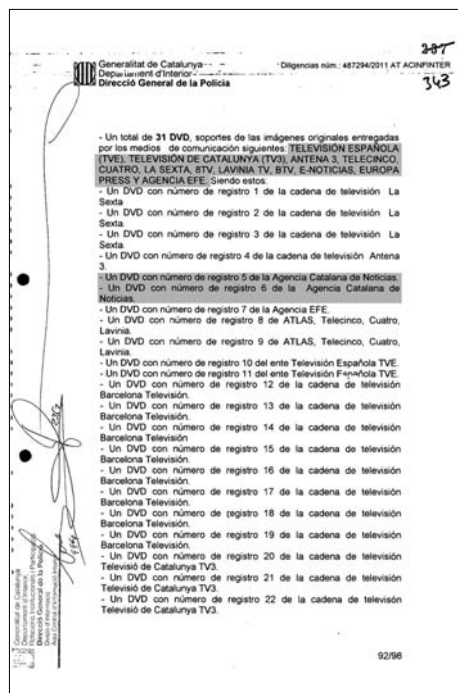 287
343
Generalitat de Catalunya
Diligencias núm.: 487294/2011 AT ACINFINTER
Departament d'Interior
Direcció General de la Policia
- Un total de 31 DVD, soportes de las imágenes originales entregadas
por los medios de comunicación siguientes: TELEVISIÓN ESPAÑOLA
(TVE), TELEVISIÓN DE CATALUNYA (TV3), ANTENA 3, TELECINCO,
CUATRO, LA SEXTA, 8TV, LAVINIA TV, BTV, E-NOTICIAS, EUROPA
PRESS Y AGENCIA EFE. Siendo estos:
- Un DVD con número de registro 1 de la cadena de televisión La
Sexta
- Un DVD con número de registro 2 de la cadena de televisión La
Sexta.
- Un DVD con número de registro 3 de la cadena de televisión La
Sexta.
- Un DVD con número de registro 4 de la cadena de televisión Antena
3.
- Un DVD con número de registro 5 de la Agencia Catalana de Noticias.
- Un DVD con número de registro 6 de la Agencia Catalana de
Noticias.
- Un DVD con número de registro 7 de la Agencia EFE.
- Un DVD con número de registro 8 de ATLAS, Telecinco, Cuatro,
Lavinia.
- Un DVD con número de registro 9 de ATLAS, Telecinco, Cuatro,
Lavinia.
- Un DVD con número de registro 10 del ente Televisión Española TVE.
- Un DVD con número de registro 11 del ente Televisión Española TVE.
- Un DVD con número de registro 12 de la cadena de televisión
Barcelona Televisión.
- Un DVD con número de registro 13 de la cadena de televisión
Barcelona Televisión.
- Un DVD con número de registro 14 de la cadena de televisión
Barcelona Televisión
- Un DVD con número de registro 15 de la cadena de televisión
Barcelona Televisión.
- Un DVD con número de registro 16 de la cadena de televisión
Barcelona Televisión.
- Un DVD con número de registro 17 de la cadena de televisión
Barcelona Televisión.
- Un DVD con número de registro 18 de la cadena de televisión
Barcelona Televisión.
- Un DVD con número de registro 19 de la cadena de televisión
Barcelona Televisión.
- Un DVD con número de registro 20 de la cadena de televisión
Televisió de Catalunya TV3.
- Un DVD con número de registro 21 de la cadena de televisión
Televisió de Catalunya TV3.
- Un DVD con número de registro 22 de la cadena de televisión
Televisió de Catalunya TV3.
Generalitat de Catalunya
Departament d'Interior,
Relacions Institucionals i Participació
Direcció General de la Policia
92/98